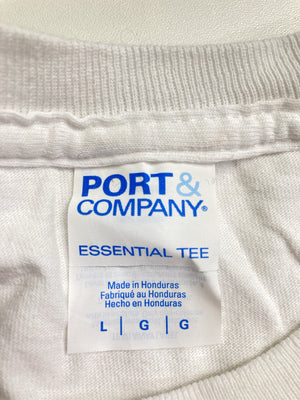 PORT&
COMPANY®
ESSENTIAL TEE
Made in Honduras
Fabriqué au Honduras
Hecho en Honduras
L | G | G